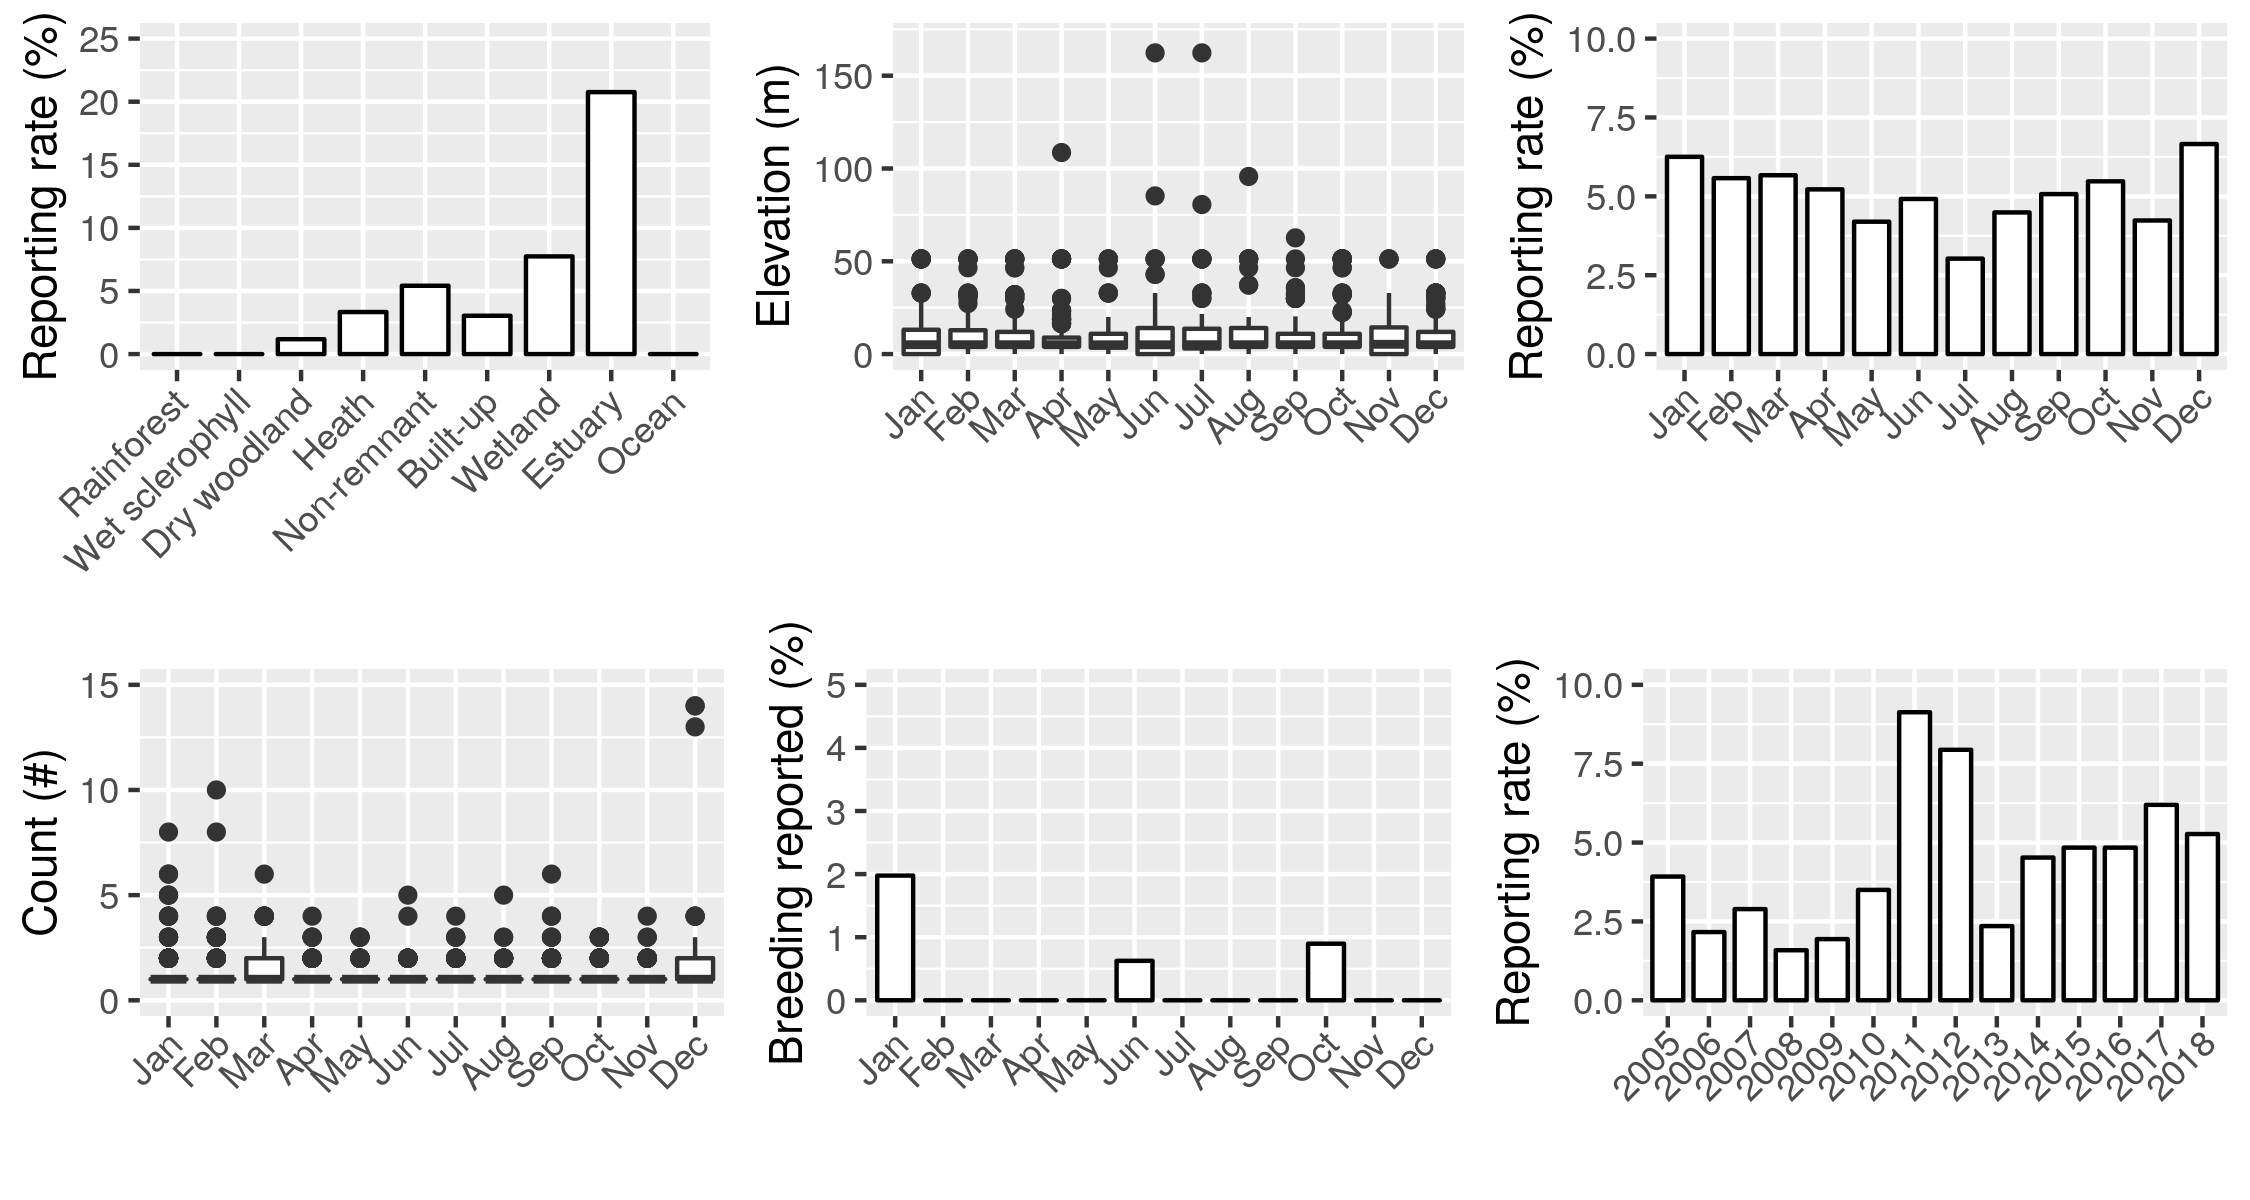 Reporting rate (%)
25
20
15
10
5
0
Rainforest
Wet sclerophyll
Dry woodland
Heath
Non-remnant
Built-up
Wetland
Estuary
Ocean
Elevation (m)
150
100
50
0
Jan
Feb
Mar
Apr
May
Jun
Jul
Aug
Sep
Oct
Nov
Dec
Reporting rate (%)
10.0
7.5
5.0
2.5
0.0
Jan
Feb
Mar
Apr
May
Jun
Jul
Aug
Sep
Oct
Nov
Dec
Count (#)
15
10
5
0
Jan
Feb
Mar
Apr
May
Jun
Jul
Aug
Sep
Oct
Nov
Dec
Breeding reported (%)
5
4
3
2
1
0
Jan
Feb
Mar
Apr
May
Jun
Jul
Aug
Sep
Oct
Nov
Dec
Reporting rate (%)
10.0
7.5
5.0
2.5
0.0
2005
2006
2007
2008
2009
2010
2011
2012
2013
2014
2015
2016
2017
2018